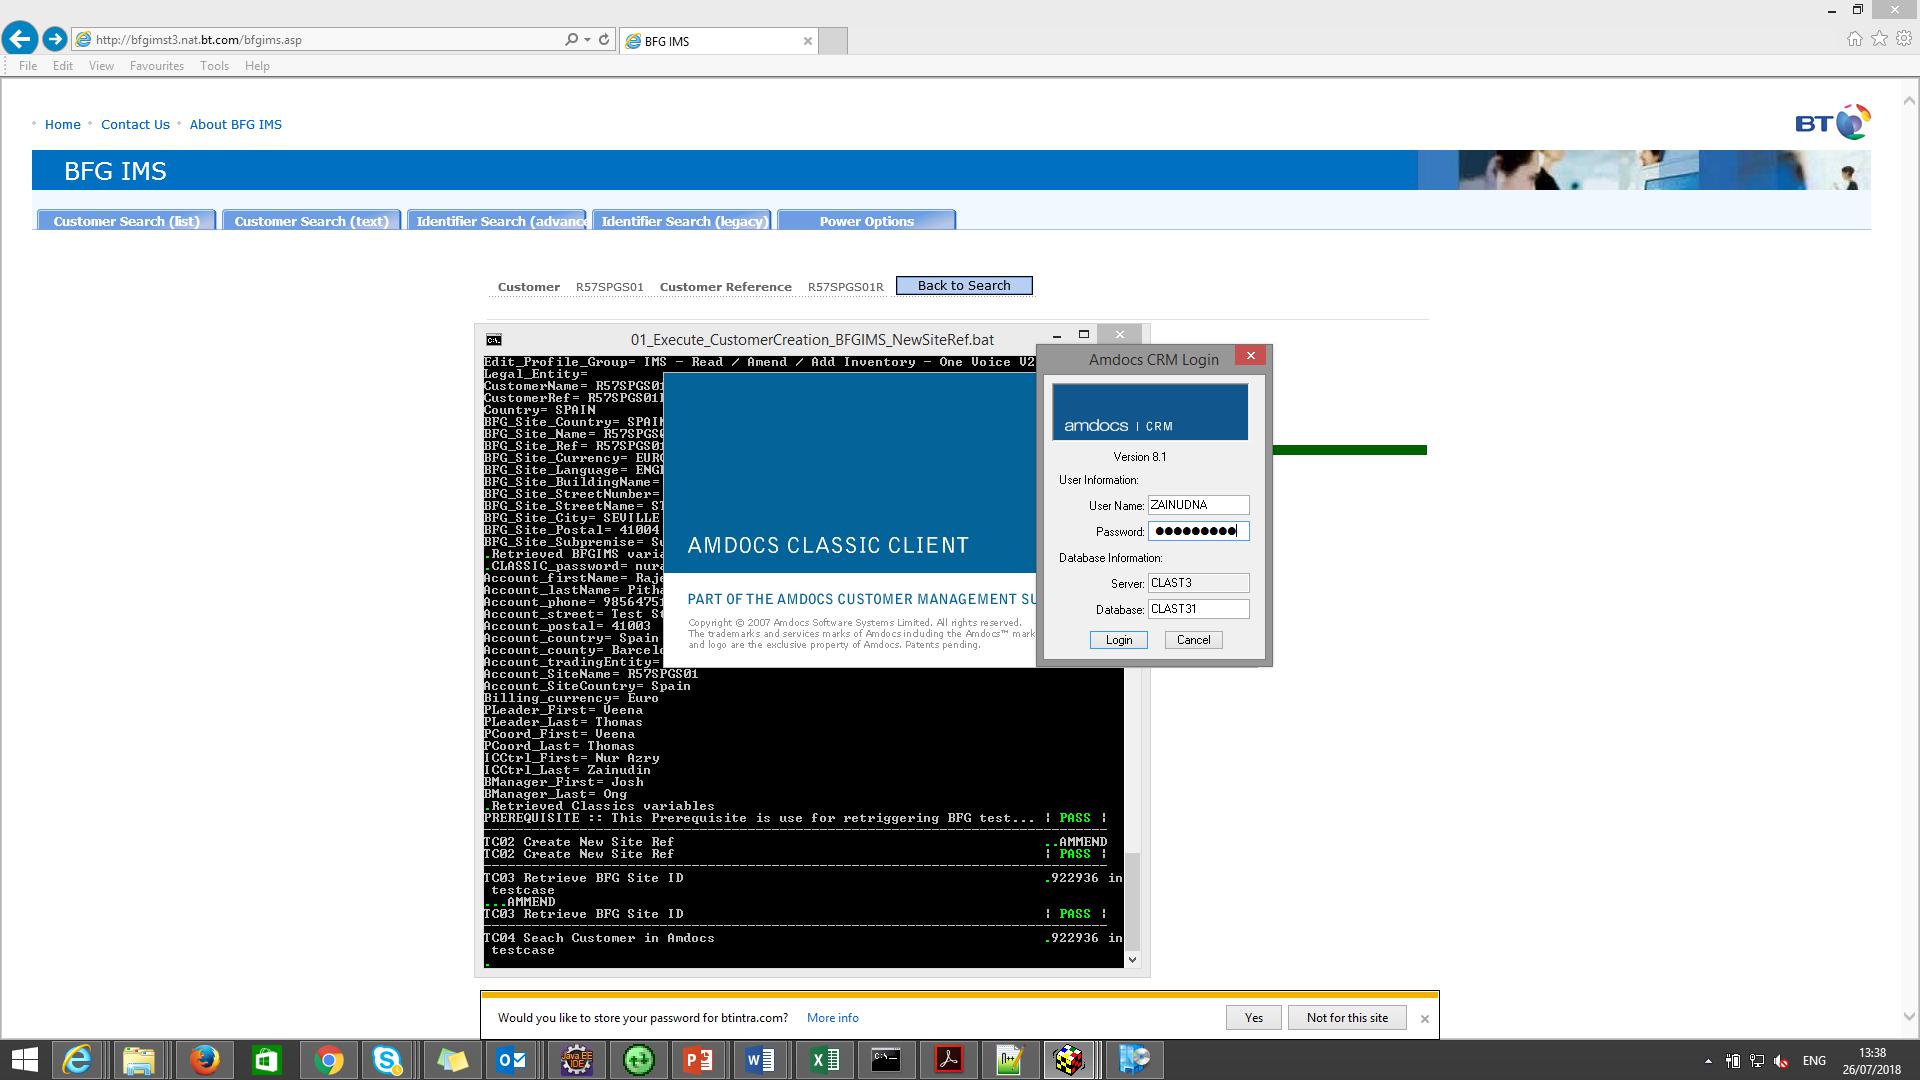 http://bfgimst3.nat.bt.com/bfgims.asp
BFG IMS
File Edit View Favourites Tools Help
Home Contact Us About BFG IMS
BT
BFG IMS
Customer Search (list) Customer Search (text) Identifier Search (advance Identifier Search (legacy) Power Options
Customer R57SPGS01 Customer Reference R57SPGS01R Back to Search
01_Execute_CustomerCreation_BFGIMS_NewSiteRef.bat
Edit_Profile_Group= IMS - Read / Amend / Add Inventory - One Voice V2
Legal_Entity=
CustomerName= R57SPGS01
CustomerRef= R57SPGS01
Country= SPAIN
BFG_Site_Country= SPAIN
BFG_Site_Name= R57SPGS
BFG_Site_Ref= R57SPGS01
BFG_Site_Currency= EURO
BFG_Site_Language= ENGL
BFG_Site_BuildingName=
BFG_Site_StreetNumber=
BFG_Site_StreetName= ST
BFG_Site_City= SEVILLE
BFG_Site_Postal= 41004
BFG_Site_Subpremise= Su
.Retrieved BFGIMS varia
.CLASSIC_password= nura
Account_firstName= Raje
Account_lastName= Pitha
Account_phone= 98564751
Account_street= Test St
Account_postal= 41003
Account_country= Spain
Account_county= Barcelo
Account_tradingEntity=
Account_SiteName= R57SPGS01
Account_SiteCountry= Spain
Billing_currency= Euro
PLeader_First= Veena
PLeader_Last= Thomas
PCoord_First= Veena
PCoord_Last= Thomas
ICCtrl_First= Nur Azry
ICCtrl_Last= Zainudin
BManager_First= Josh
BManager_Last= Ong
.Retrieved Classics variables
PREREQUISITE :: This Prerequisite is use for retriggering BFG test... | PASS |
TC02 Create New Site Ref ..AMMEND
TC02 Create New Site Ref | PASS |
TC03 Retrieve BFG Site ID .922936 in
testcase
...AMMEND
TC03 Retrieve BFG Site ID | PASS |
TC04 Seach Customer in Amdocs .922936 in
testcase
.
AMDOCS CLASSIC CLIENT
PART OF THE AMDOCS CUSTOMER MANAGEMENT SU
Copyright © 2007 Amdocs Software Systems Limited. All rights reserved.
The trademarks and services marks of Amdocs including the Amdocs™ mark
and logo are the exclusive property of Amdocs. Patents pending.
Amdocs CRM Login
amdocs | CRM
Version 8.1
User Information:
User Name: ZAINUDNA
Password: ●●●●●●●●●
Database Information:
Server: CLAST3
Database: CLAST31
Login Cancel
Would you like to store your password for btintra.com? More info Yes Not for this site
ENG
13:38
26/07/2018